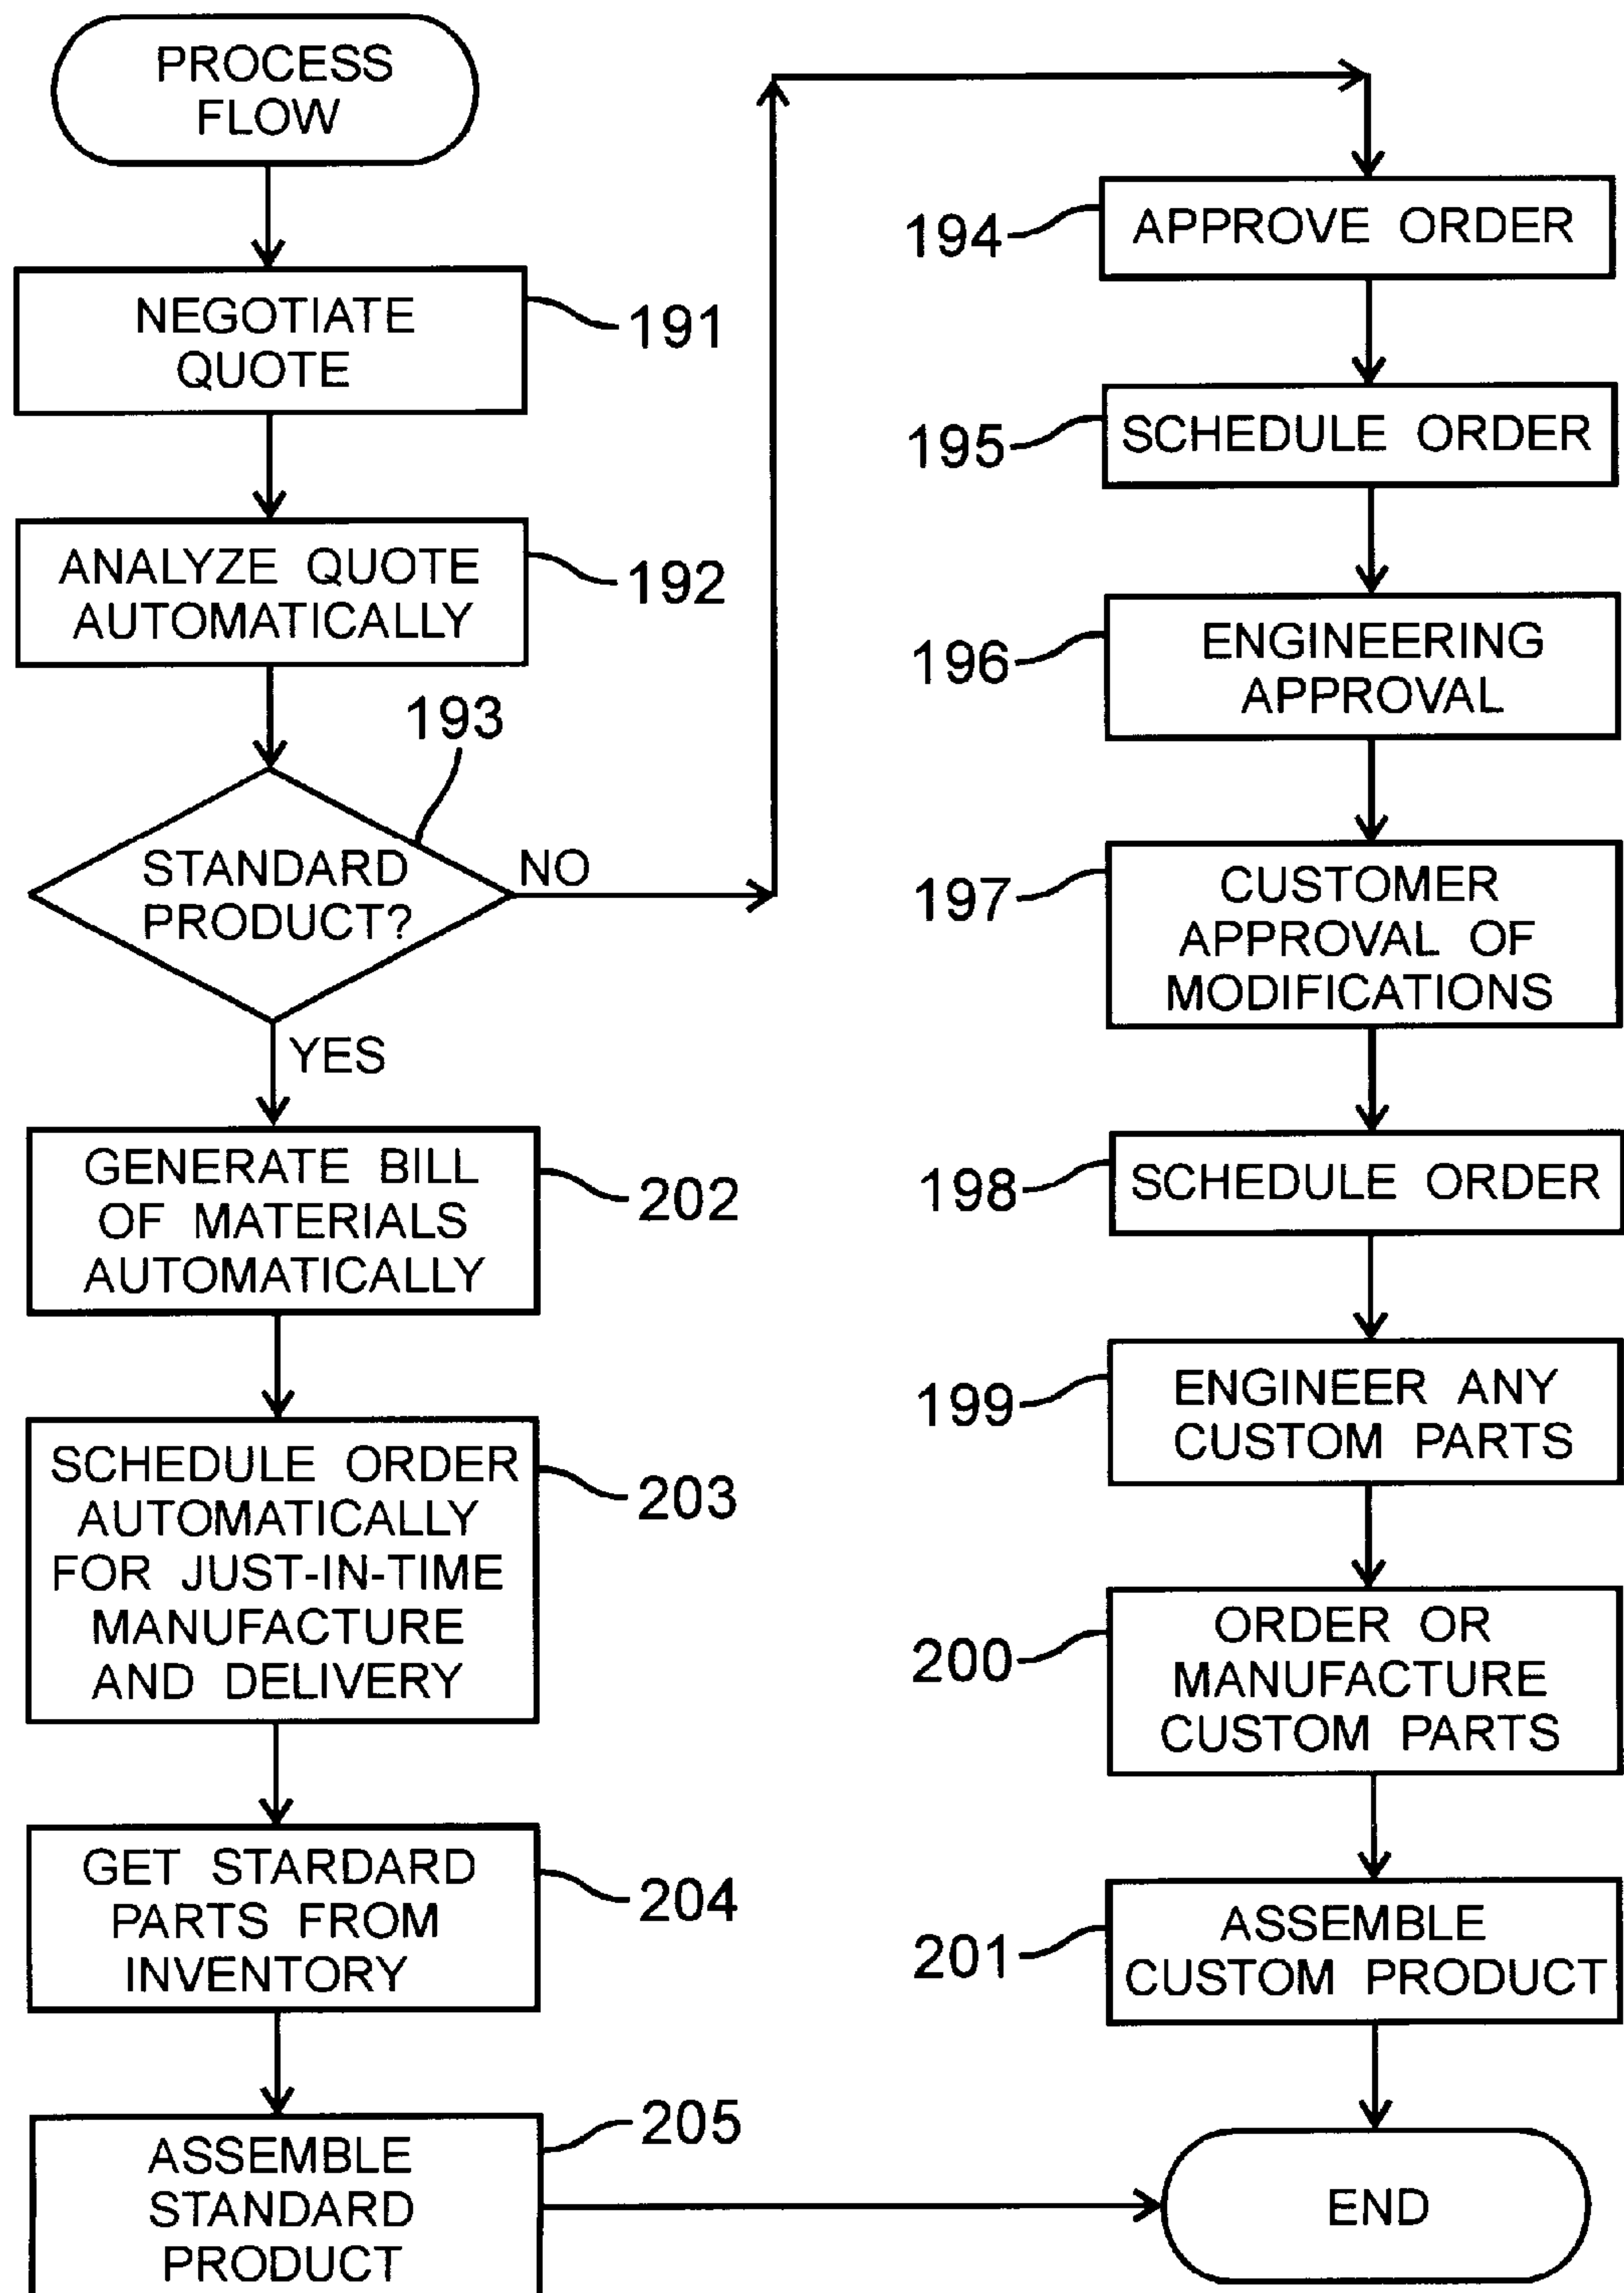 PROCESS
FLOW
NEGOTIATE
QUOTE
191
ANALYZE QUOTE
AUTOMATICALLY
192
193
STANDARD
PRODUCT?
NO
YES
GENERATE BILL
OF MATERIALS
AUTOMATICALLY
202
SCHEDULE ORDER
AUTOMATICALLY
FOR JUST-IN-TIME
MANUFACTURE
AND DELIVERY
203
GET STARDARD
PARTS FROM
INVENTORY
204
ASSEMBLE
STANDARD
PRODUCT
205
194
APPROVE ORDER
195
SCHEDULE ORDER
196
ENGINEERING
APPROVAL
197
CUSTOMER
APPROVAL OF
MODIFICATIONS
198
SCHEDULE ORDER
199
ENGINEER ANY
CUSTOM PARTS
200
ORDER OR
MANUFACTURE
CUSTOM PARTS
201
ASSEMBLE
CUSTOM PRODUCT
END